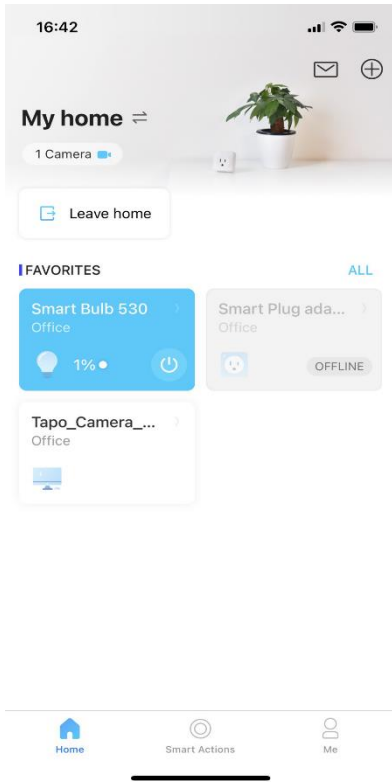 16:42
My home
1 Camera
Leave home
FAVORITES
ALL
Smart Bulb 530
Office
1%
Smart Plug ada...
Office
OFFLINE
Tapo_Camera_...
Office
Home
Smart Actions
Me